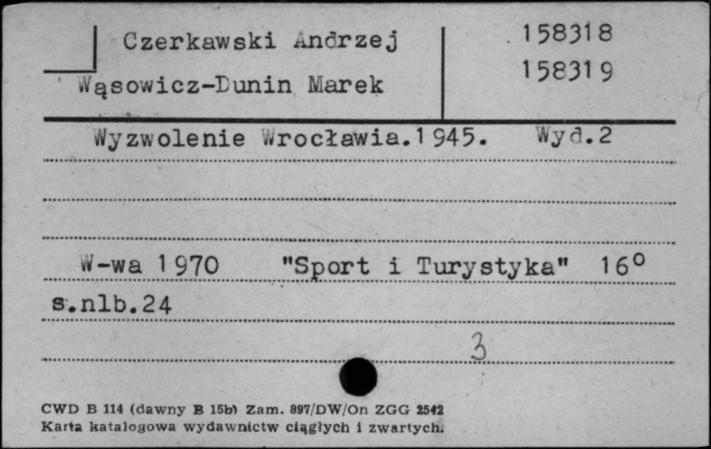 Czerkawski Andrzej 158318
Wąsowicz-Dunin Marek 158319
Wyzwolenie Wrocławia.1945. Wyd.2
W-wa 1970 "Sport i Turystyka" 16°
s.nlb.24
3
CWD B 114 (dawny B 15b) Zam. 897/DW/On ZGG 2542
Karta katalogowa wydawnictw ciągłych i zwartych.